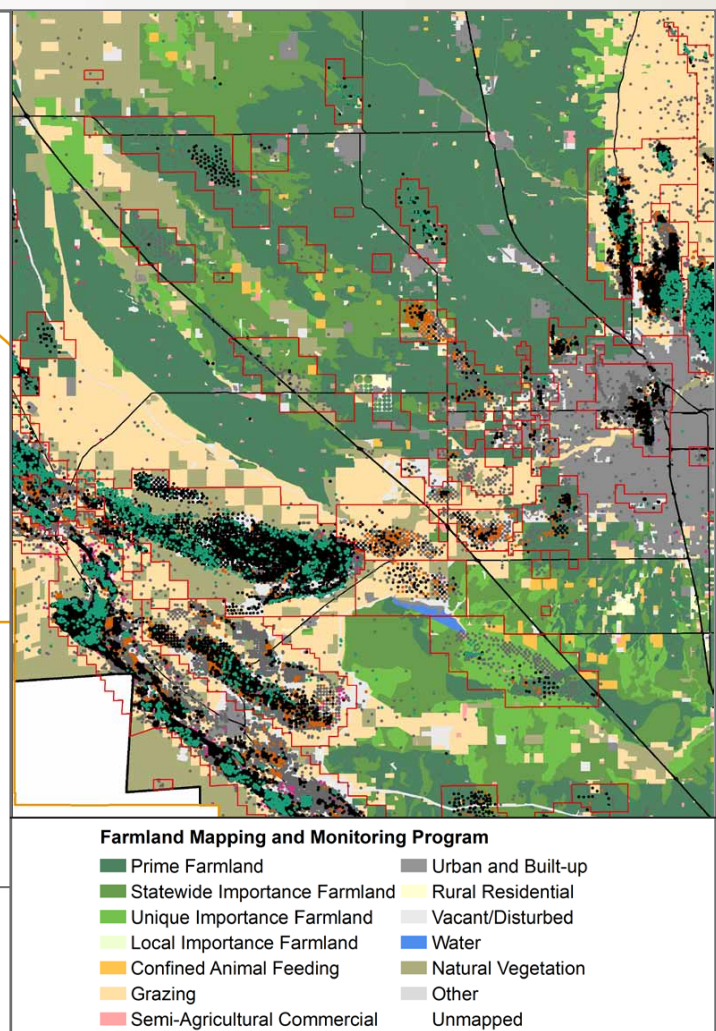 Farmland Mapping and Monitoring Program
Prime Farmland
Statewide Importance Farmland
Unique Importance Farmland
Local Importance Farmland
Confined Animal Feeding
Grazing
Semi-Agricultural Commercial
Urban and Built-up
Rural Residential
Vacant/Disturbed
Water
Natural Vegetation
Other
Unmapped